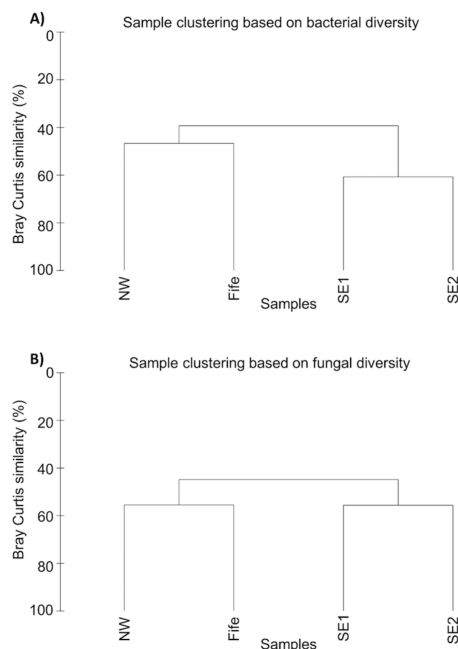 A)
Sample clustering based on bacterial diversity
Bray Curtis similarity (%)
0
20
40
60
80
100
NW
Fife
SE1
SE2
Samples
B)
Sample clustering based on fungal diversity
Bray Curtis similarity (%)
0
20
40
60
80
100
NW
Fife
SE1
SE2
Samples